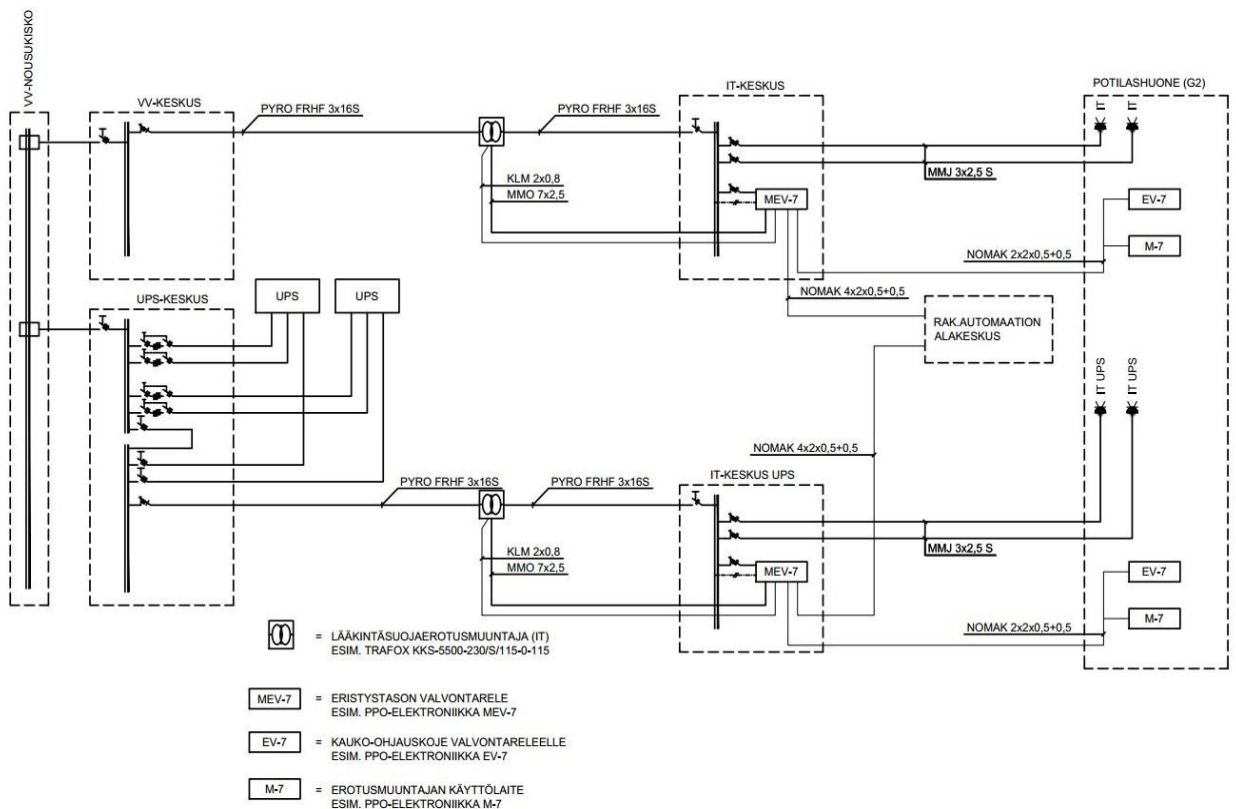 VV-NOUSUKISKO
VV-KESKUS
PYRO FRHF 3x16S
PYRO FRHF 3x16S
IT-KESKUS
POTILASHUONE (G2)
IT
IT
MMJ 3x2,5 S
KLM 2x0,8
MMO 7x2,5
MEV-7
EV-7
M-7
NOMAK 2x2x0,5+0,5
NOMAK 4x2x0,5+0,5
RAK.AUTOMAATION
ALAKESKUS
UPS-KESKUS
UPS
UPS
IT UPS
IT UPS
NOMAK 4x2x0,5+0,5
PYRO FRHF 3x16S
PYRO FRHF 3x16S
IT-KESKUS UPS
MMJ 3x2,5 S
KLM 2x0,8
MMO 7x2,5
MEV-7
EV-7
M-7
NOMAK 2x2x0,5+0,5
= LÄÄKINTÄSUOJAEROTUSMUUNTAJA (IT)
ESIM. TRAFOX KKS-5500-230/S/115-0-115
MEV-7 = ERISTYSTASON VALVONTARELE
ESIM. PPO-ELEKTRONIIKKA MEV-7
EV-7 = KAUKO-OHJAUSKOJE VALVONTARELEELLE
ESIM. PPO-ELEKTRONIIKKA EV-7
M-7 = EROTUSMUUNTAJAN KÄYTTÖLAITE
ESIM. PPO-ELEKTRONIIKKA M-7